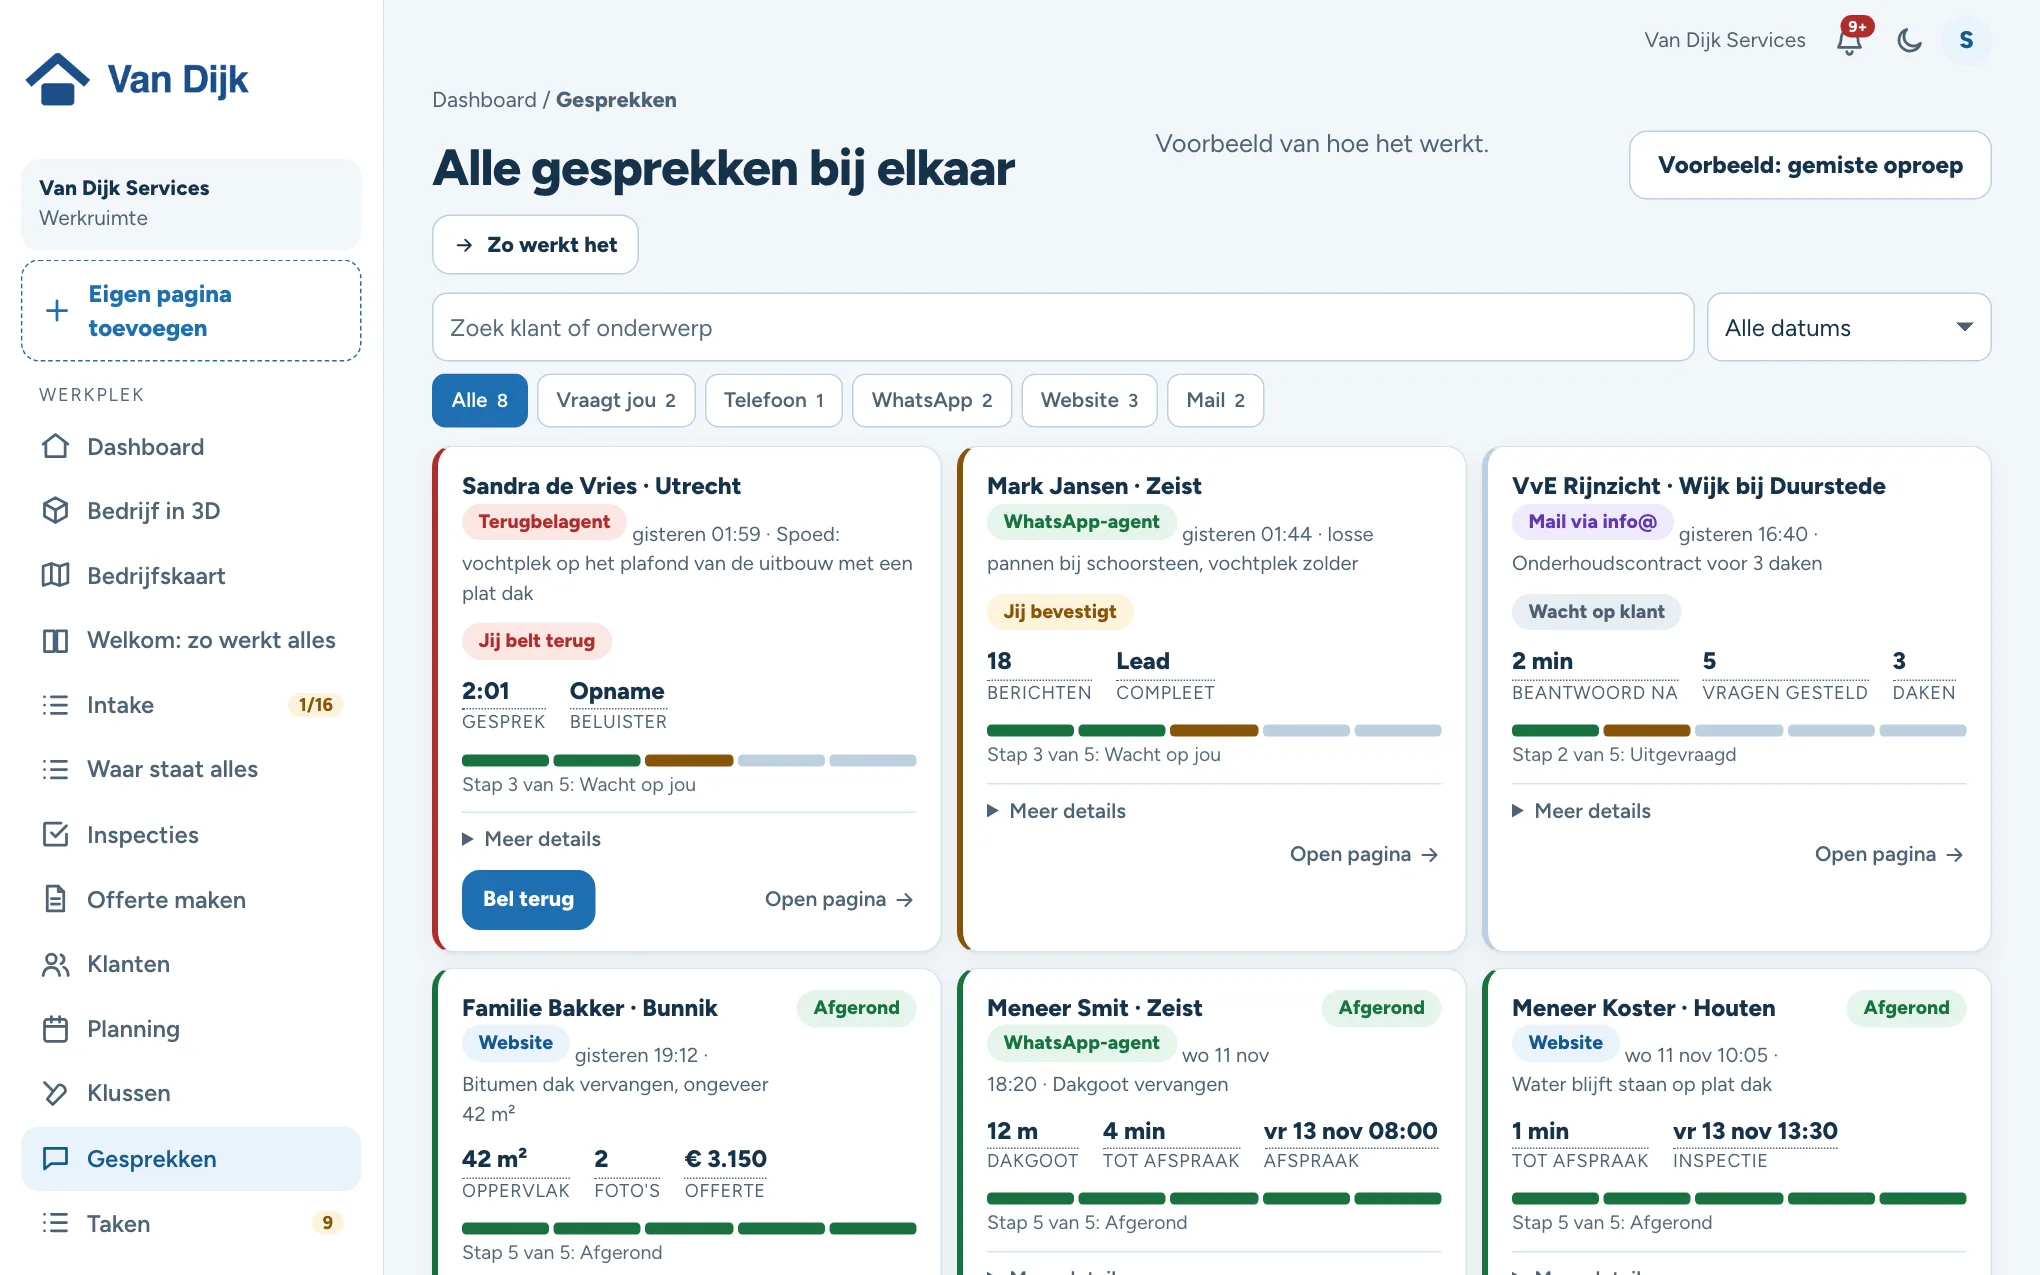 Van Dijk
Van Dijk Services
Werkruimte
Eigen pagina
toevoegen
WERKPLEK
Dashboard
Bedrijf in 3D
Bedrijfskaart
Welkom: zo werkt alles
Intake 1/16
Waar staat alles
Inspecties
Offerte maken
Klanten
Planning
Klussen
Gesprekken
Taken 9
Van Dijk Services 9+ S
Dashboard / Gesprekken
Alle gesprekken bij elkaar
Voorbeeld van hoe het werkt.
Voorbeeld: gemiste oproep
→ Zo werkt het
Zoek klant of onderwerp
Alle datums
Alle 8 Vraagt jou 2 Telefoon 1 WhatsApp 2 Website 3 Mail 2
Sandra de Vries · Utrecht
Terugbelagent gisteren 01:59 · Spoed:
vochtplek op het plafond van de uitbouw met een
plat dak
Jij belt terug
2:01 Opname
GESPREK BELUISTER
Stap 3 van 5: Wacht op jou
Meer details
Bel terug Open pagina →
Mark Jansen · Zeist
WhatsApp-agent gisteren 01:44 · losse
pannen bij schoorsteen, vochtplek zolder
Jij bevestigt
18 Lead
BERICHTEN COMPLEET
Stap 3 van 5: Wacht op jou
Meer details
Open pagina →
VvE Rijnzicht · Wijk bij Duurstede
Mail via info@ gisteren 16:40 ·
Onderhoudscontract voor 3 daken
Wacht op klant
2 min 5 3
BEANTWOORD NA VRAGEN GESTELD DAKEN
Stap 2 van 5: Uitgevraagd
Meer details
Open pagina →
Familie Bakker · Bunnik Afgerond
Website gisteren 19:12 ·
Bitumen dak vervangen, ongeveer
42 m²
42 m² 2 € 3.150
OPPERVLAK FOTO'S OFFERTE
Stap 5 van 5: Afgerond
Meneer Smit · Zeist Afgerond
WhatsApp-agent wo 11 nov
18:20 · Dakgoot vervangen
12 m 4 min vr 13 nov 08:00
DAKGOOT TOT AFSPRAAK AFSPRAAK
Stap 5 van 5: Afgerond
Meneer Koster · Houten Afgerond
Website wo 11 nov 10:05 ·
Water blijft staan op plat dak
1 min vr 13 nov 13:30
TOT AFSPRAAK INSPECTIE
Stap 5 van 5: Afgerond